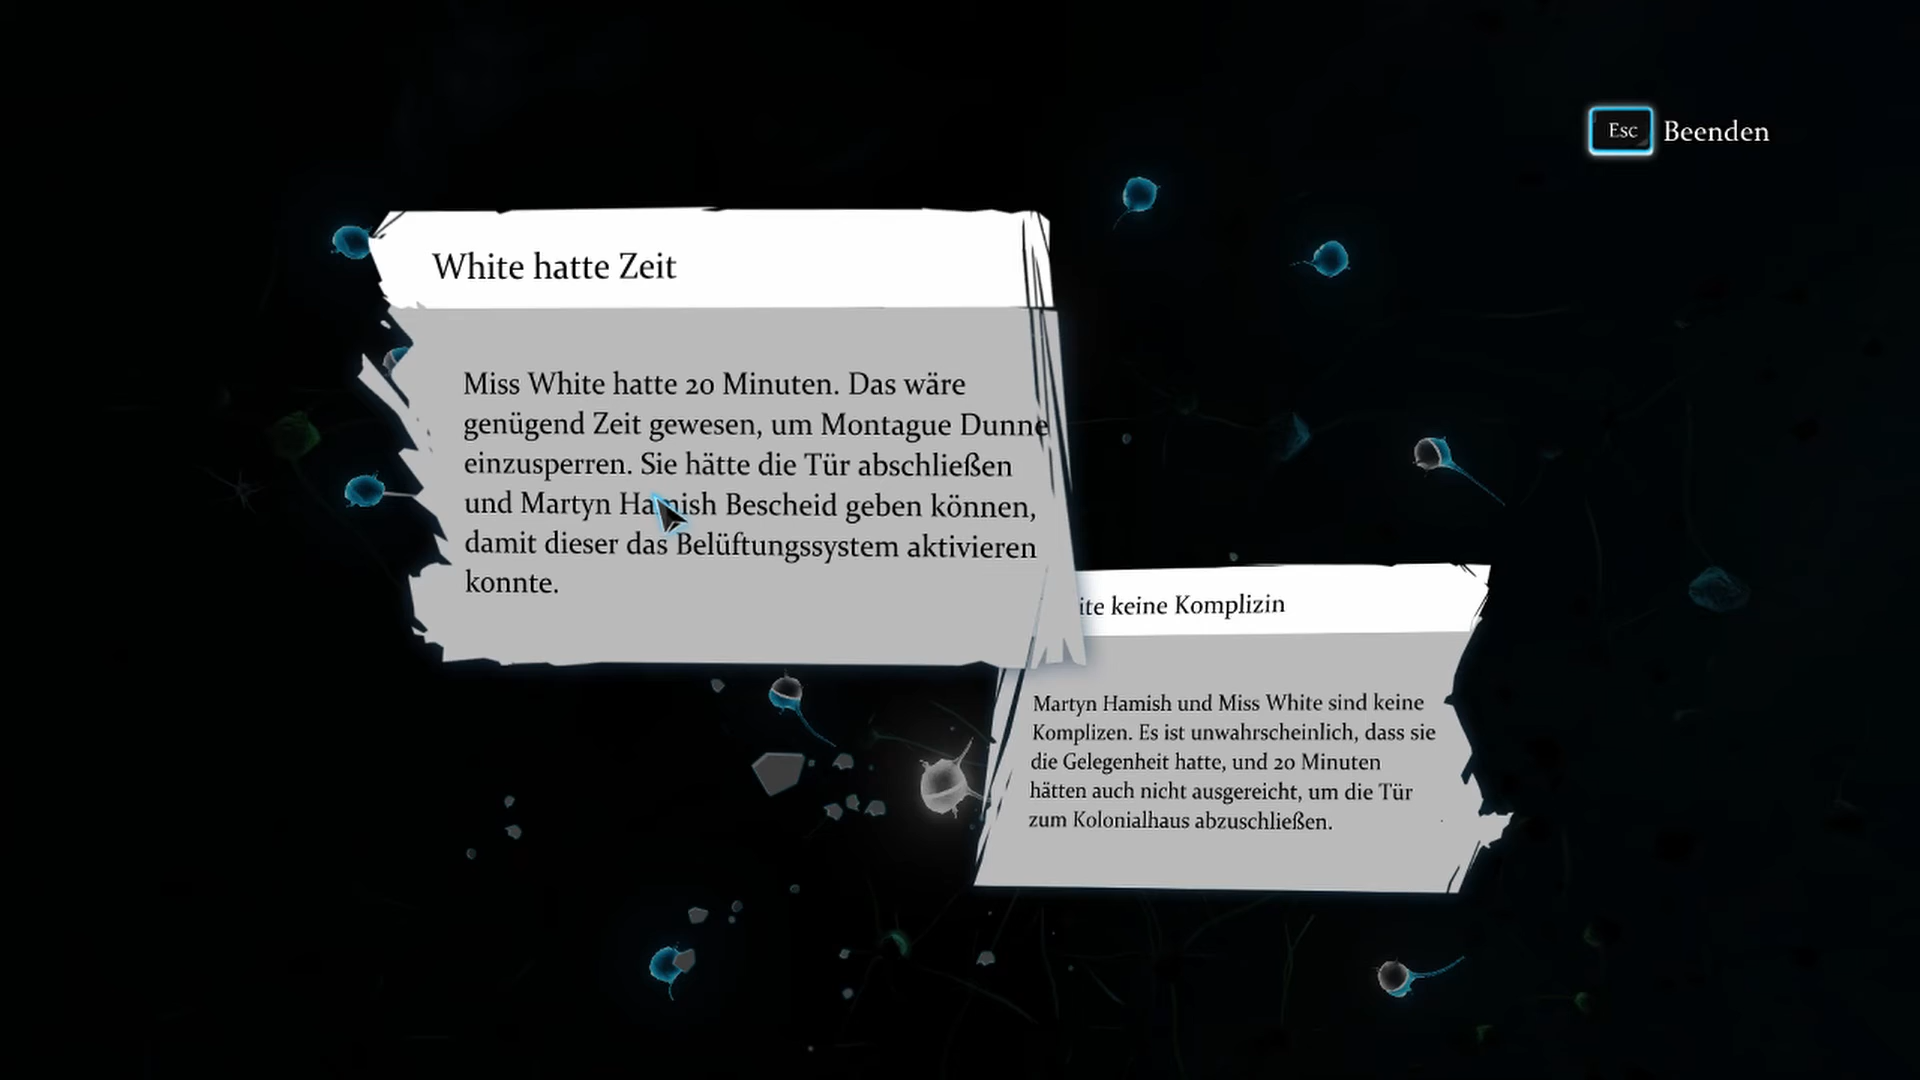 Esc Beenden
White hatte Zeit
Miss White hatte 20 Minuten. Das wäre
genügend Zeit gewesen, um Montague Dunne
einzusperren. Sie hätte die Tür abschließen
und Martyn Hamish Bescheid geben können,
damit dieser das Belüftungssystem aktivieren
konnte.
keine Komplizin
Martyn Hamish und Miss White sind keine
Komplizen. Es ist unwahrscheinlich, dass sie
die Gelegenheit hatte, und 20 Minuten
hätten auch nicht ausgereicht, um die Tür
zum Kolonialhaus abzuschließen.